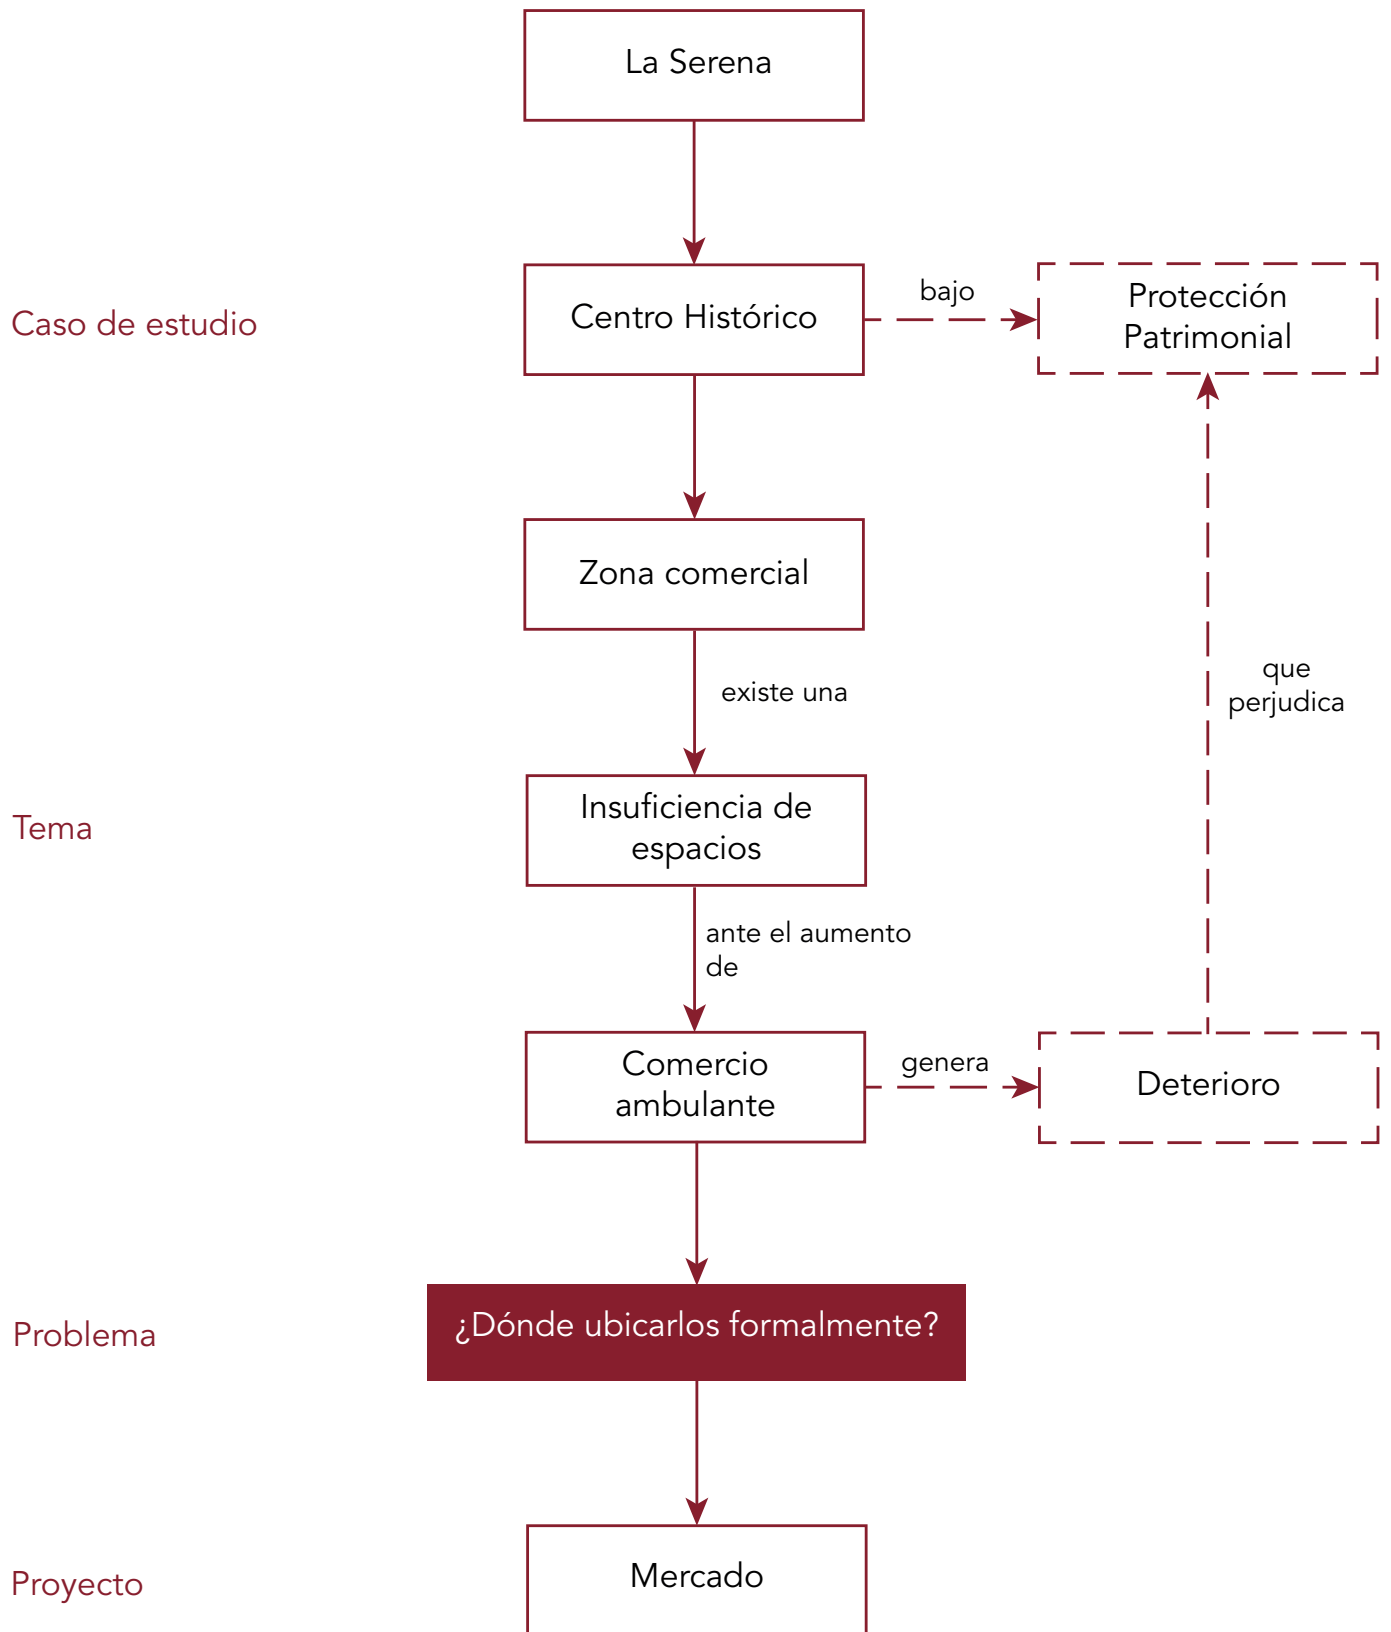 La Serena
Caso de estudio
Centro Histórico
bajo
Protección
Patrimonial
Zona comercial
existe una
que
perjudica
Tema
Insuficiencia de
espacios
ante el aumento
de
Comercio
ambulante
genera
Deterioro
Problema
¿Dónde ubicarlos formalmente?
Proyecto
Mercado